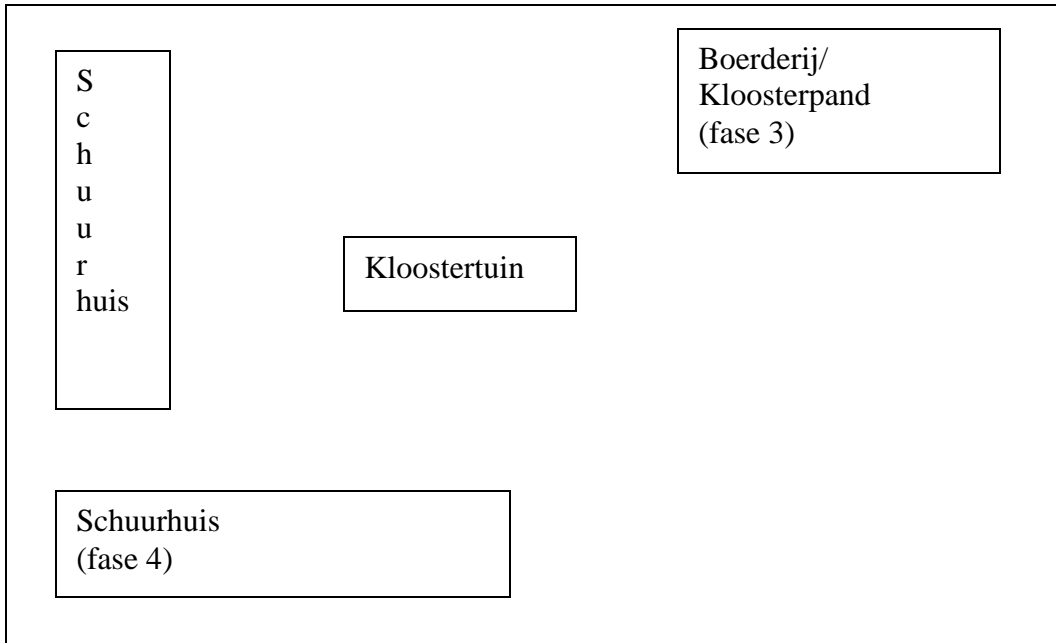 S
c
h
u
u
r
huis
Boerderij/
Kloosterpand
(fase 3)
Kloostertuin
Schuurhuis
(fase 4)